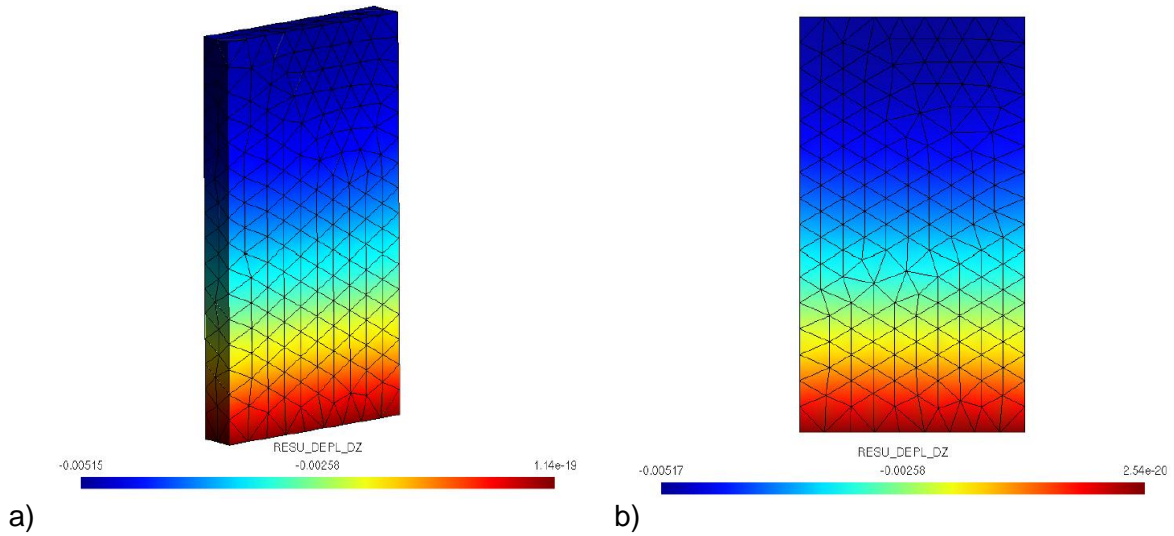 RESU_DEPL_DZ
-0.00515 -0.00258 1.14e-19
a)
RESU_DEPL_DZ
-0.00517 -0.00258 2.54e-20
b)